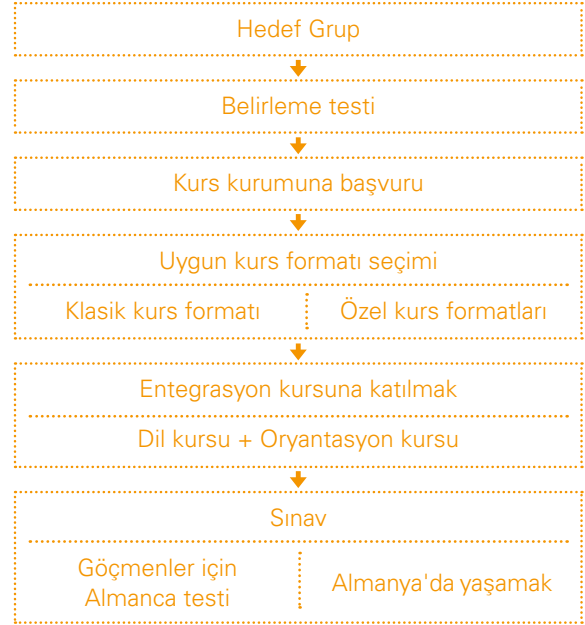 Hedef Grup
Belirleme testi
Kurs kurumuna başvuru
Uygun kurs formatı seçimi
Klasik kurs formatı
Özel kurs formatları
Entegrasyon kursuna katılmak
Dil kursu + Oryantasyon kursu
Sınav
Göçmenler için
Almanca testi
Almanya'da yaşamak